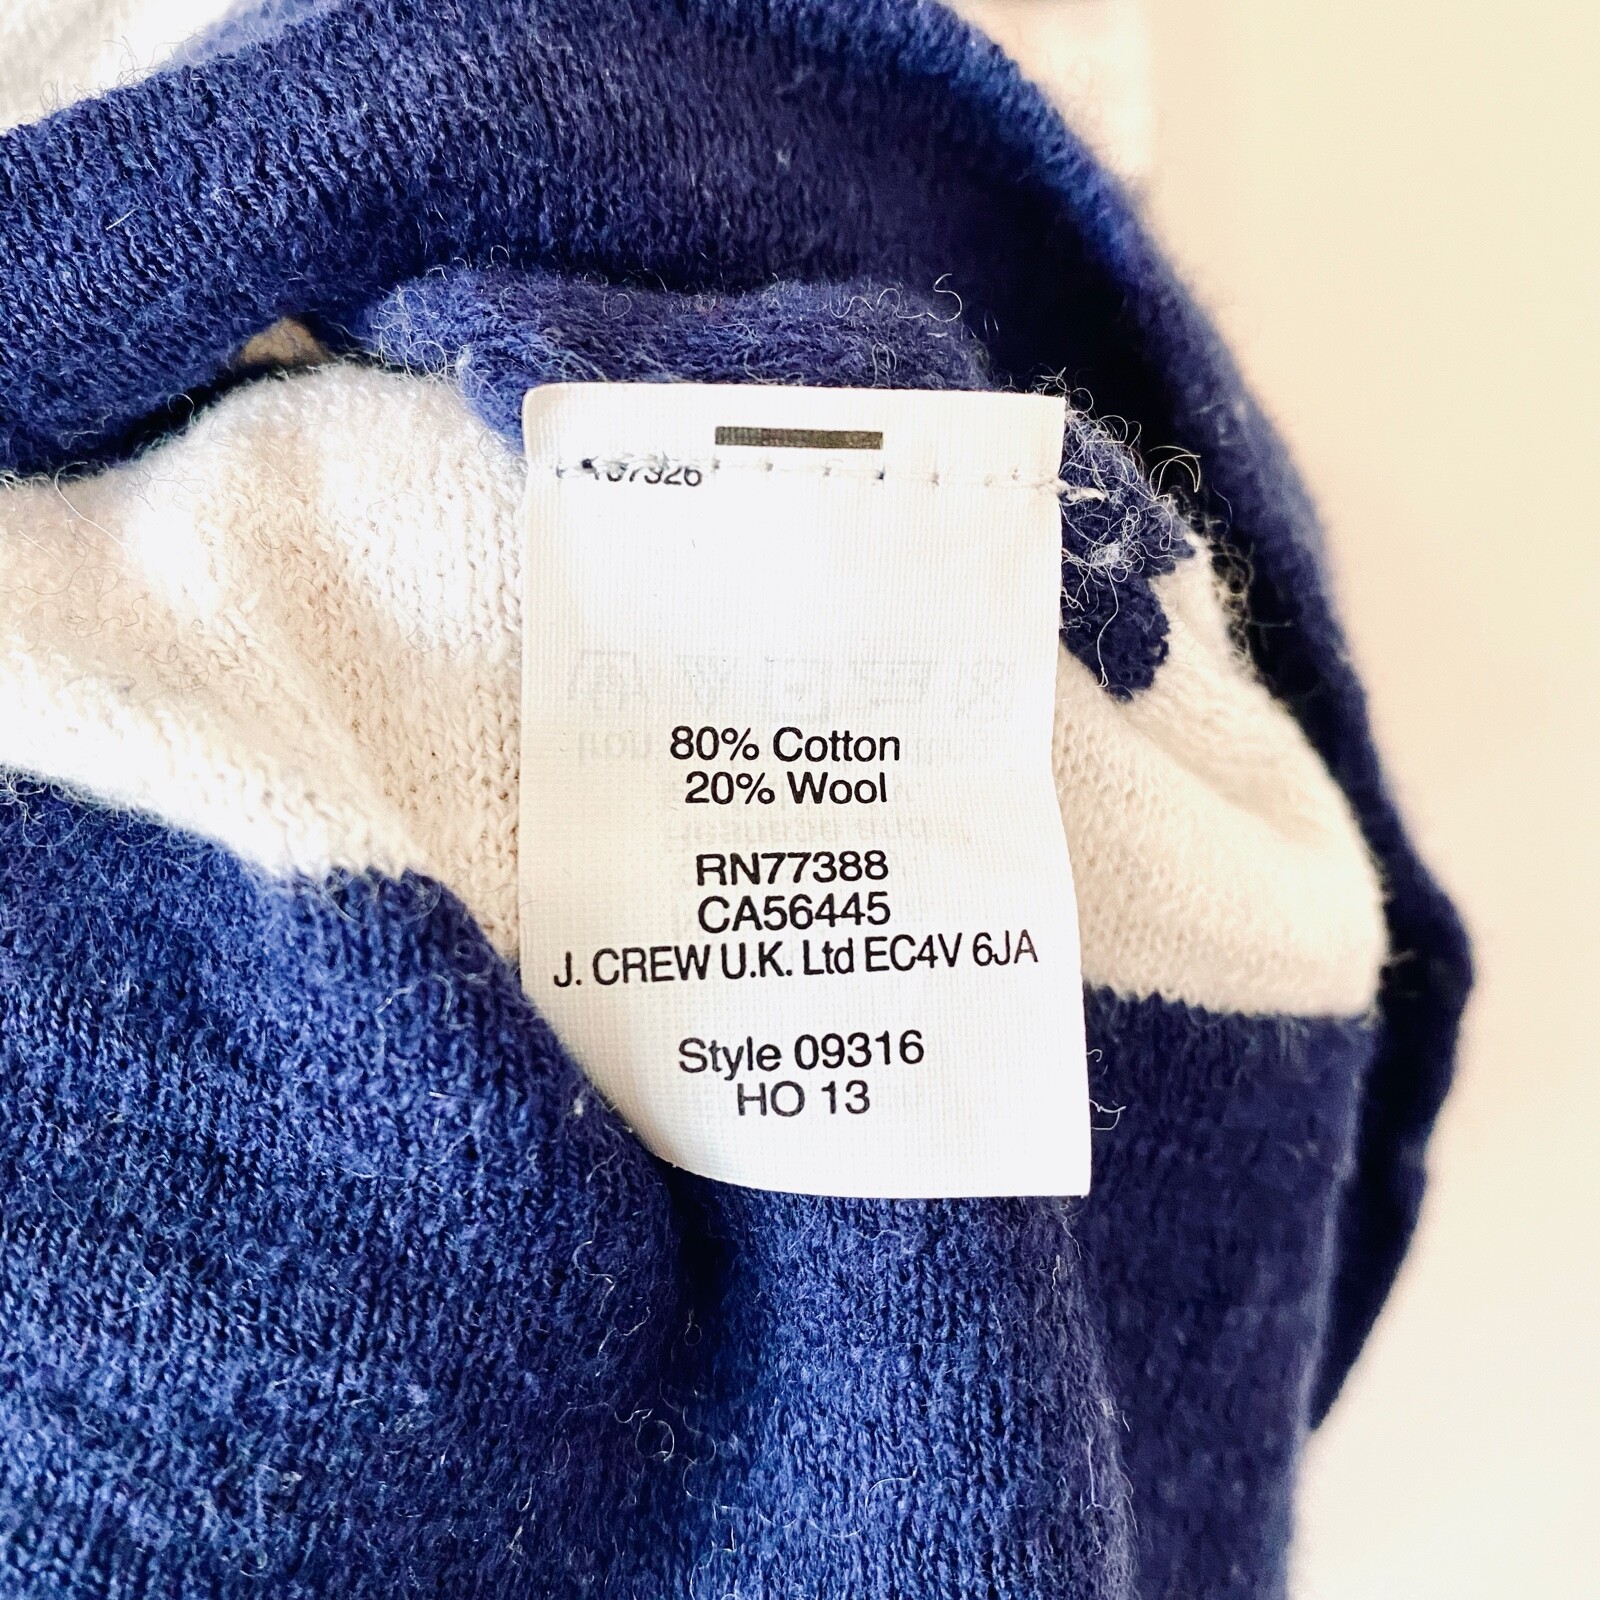 80% Cotton
20% Wool
RN77388
CA56445
J. CREW U.K. Ltd EC4V 6JA
Style 09316
HO 13